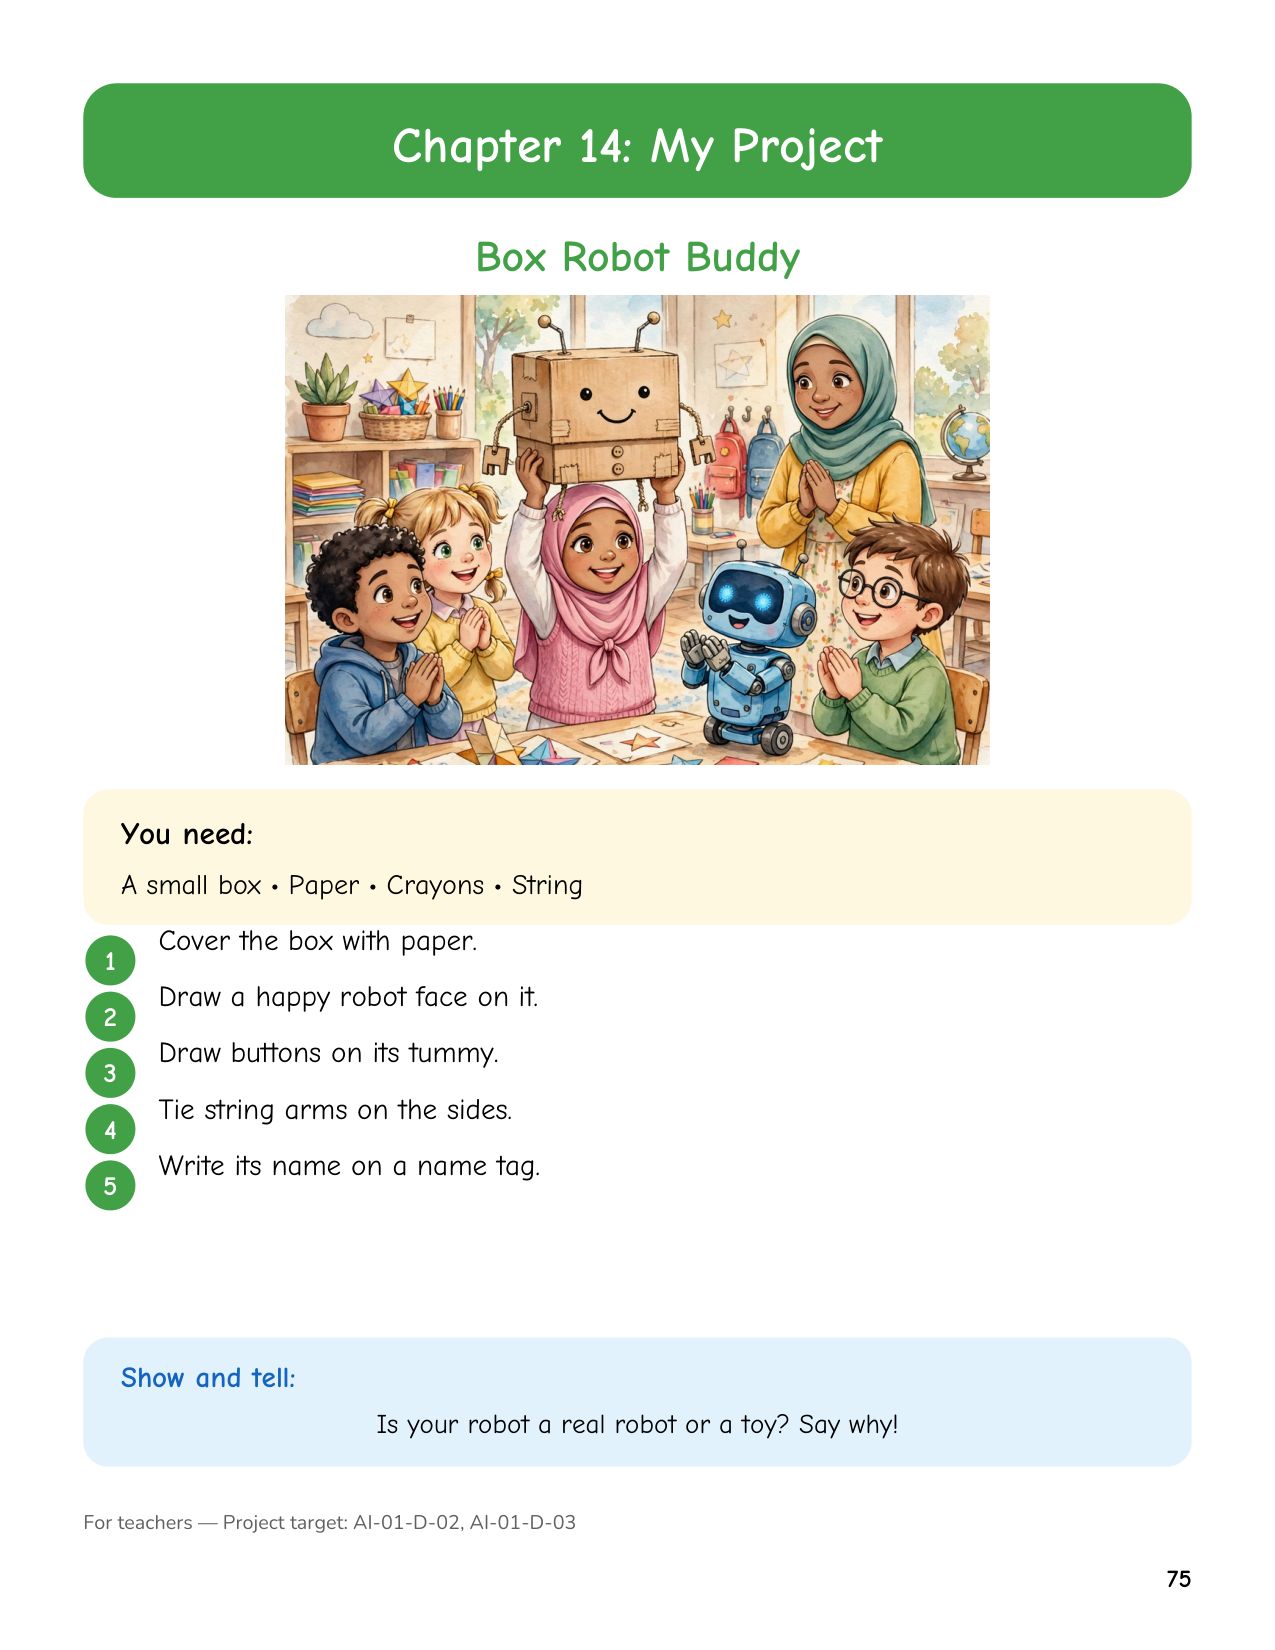 Chapter 14: My Project
Box Robot Buddy
You need:
A small box • Paper • Crayons • String
1 Cover the box with paper.
2 Draw a happy robot face on it.
3 Draw buttons on its tummy.
4 Tie string arms on the sides.
5 Write its name on a name tag.
Show and tell:
Is your robot a real robot or a toy? Say why!
For teachers — Project target: AI-01-D-02, AI-01-D-03
75